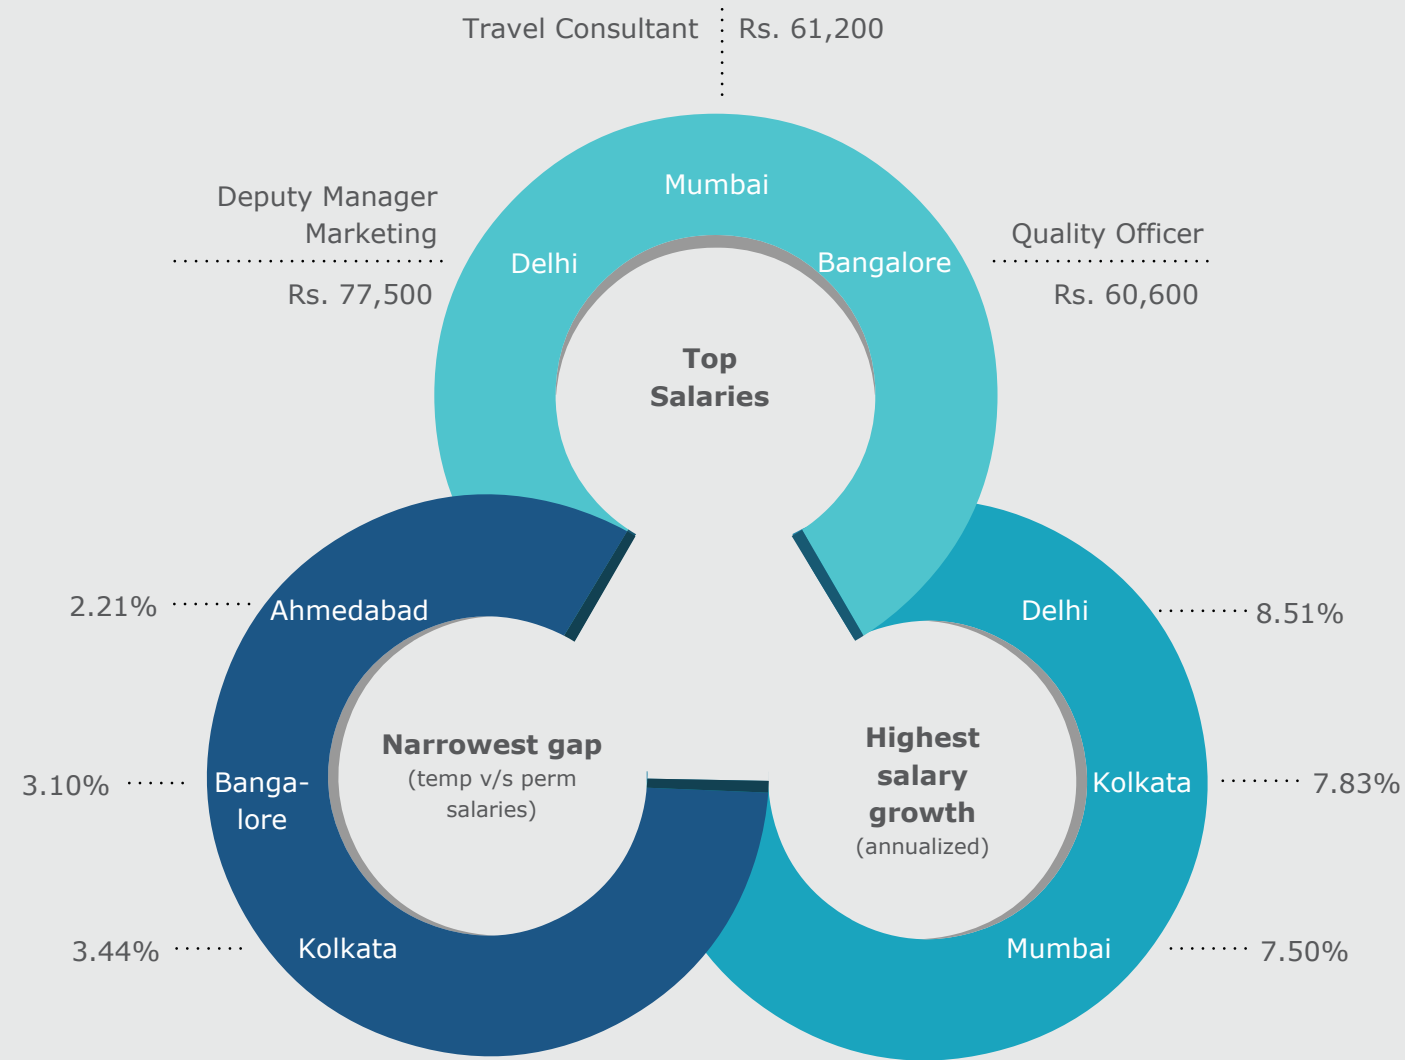 Travel Consultant Rs. 61,200
Deputy Manager
Marketing
Rs. 77,500
Mumbai
Delhi
Bangalore
Quality Officer
Rs. 60,600
Top
Salaries
2.21%
Ahmedabad
3.10%
Banga-
lore
3.44%
Kolkata
Narrowest gap
(temp v/s perm
salaries)
Highest
salary
growth
(annualized)
Delhi
8.51%
Kolkata
7.83%
Mumbai
7.50%